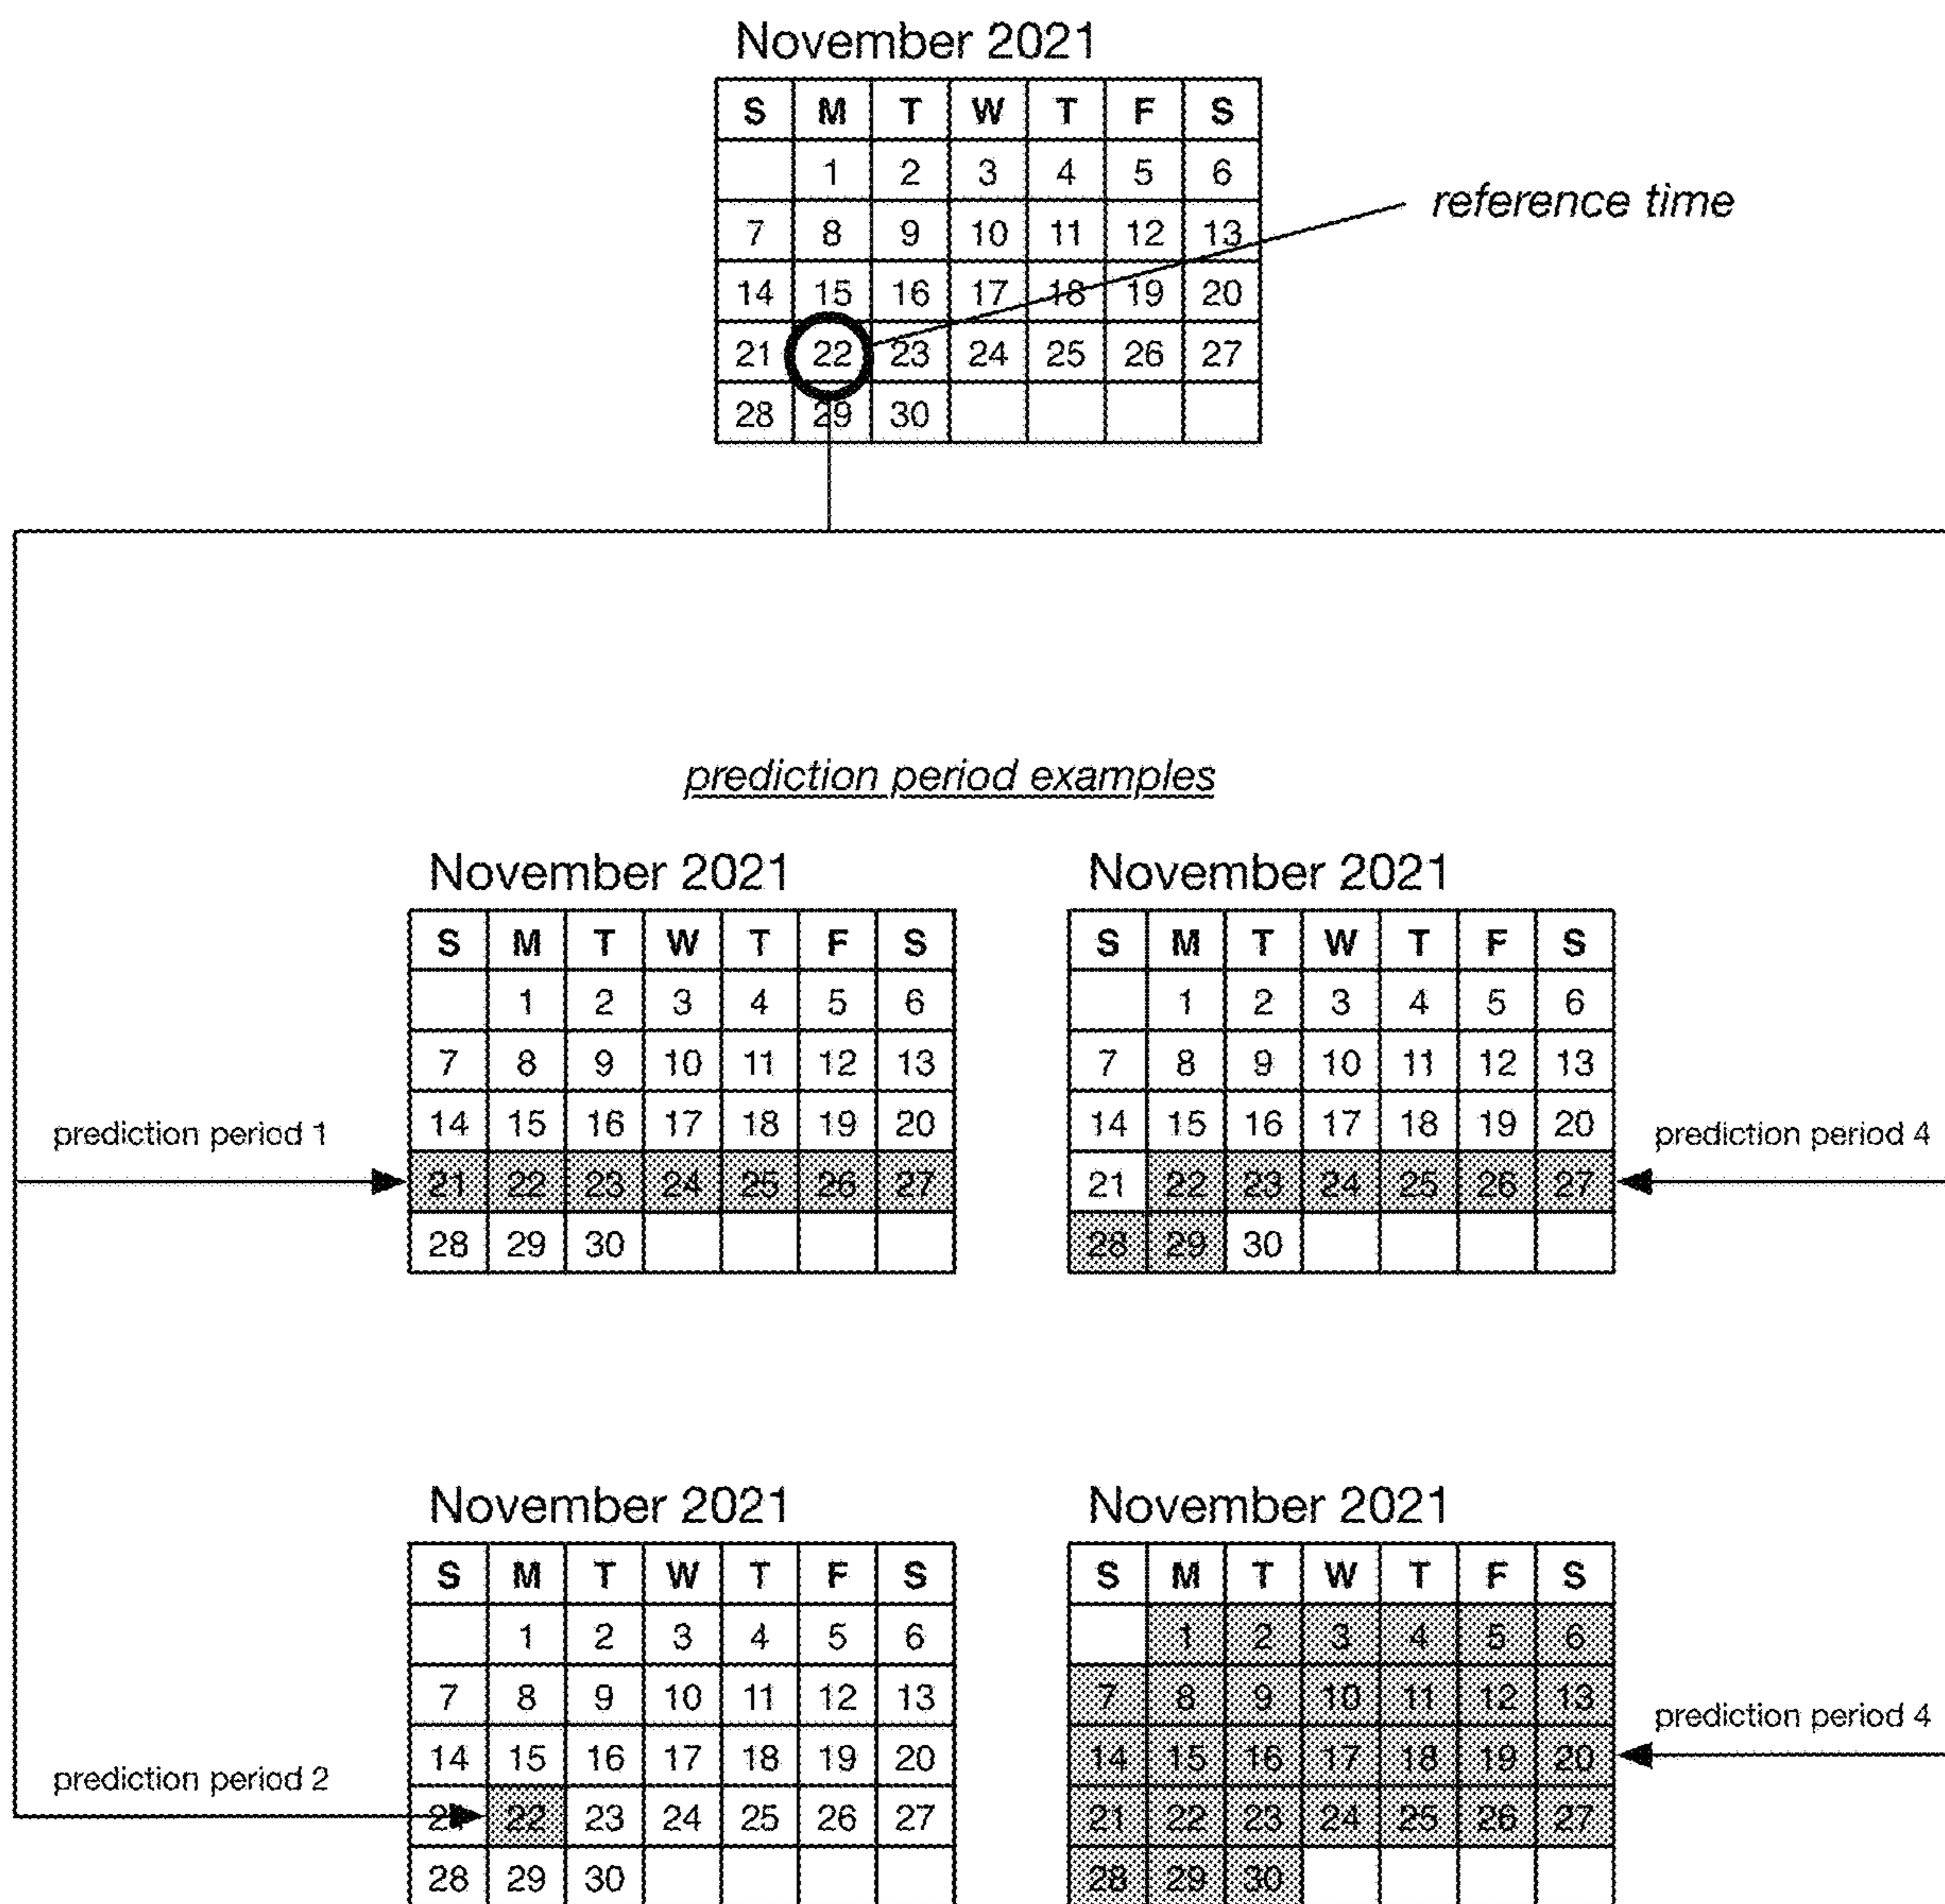 November 2021
S M T W T F S
1 2 3 4 5 6
reference time
7 8 9 10 11 12 13
14 15 16 17 18 19 20
21 22 23 24 25 26 27
28 29 30
prediction period examples
November 2021
S M T W T F S
1 2 3 4 5 6
7 8 9 10 11 12 13
14 15 16 17 18 19 20
prediction period 1
21 22 23 24 25 26 27
28 29 30
November 2021
S M T W T F S
1 2 3 4 5 6
7 8 9 10 11 12 13
14 15 16 17 18 19 20
prediction period 4
21 22 23 24 25 26 27
28 29 30
November 2021
S M T W T F S
1 2 3 4 5 6
7 8 9 10 11 12 13
14 15 16 17 18 19 20
prediction period 2
21 22 23 24 25 26 27
28 29 30
November 2021
S M T W T F S
1 2 3 4 5 6
7 8 9 10 11 12 13
prediction period 4
14 15 16 17 18 19 20
21 22 23 24 25 26 27
28 29 30